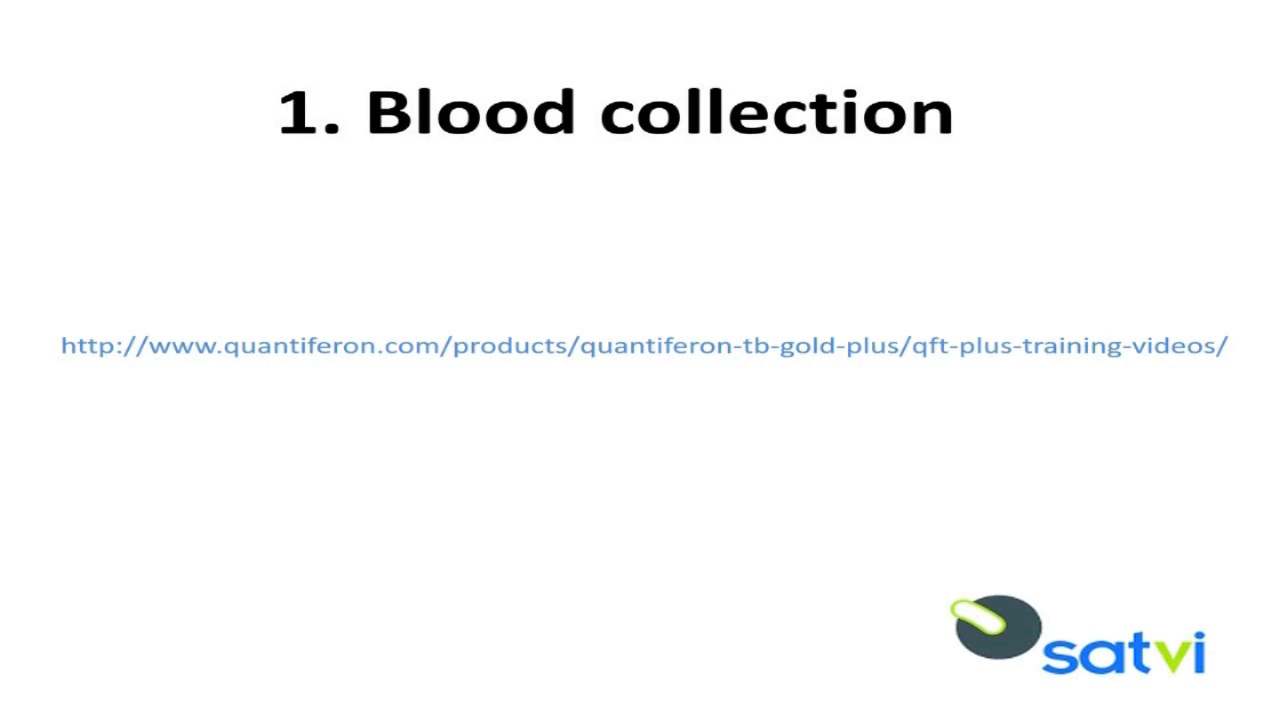 1. Blood collection
http://www.quantiferon.com/products/quantiferon-tb-gold-plus/qft-plus-training-videos/
satvi